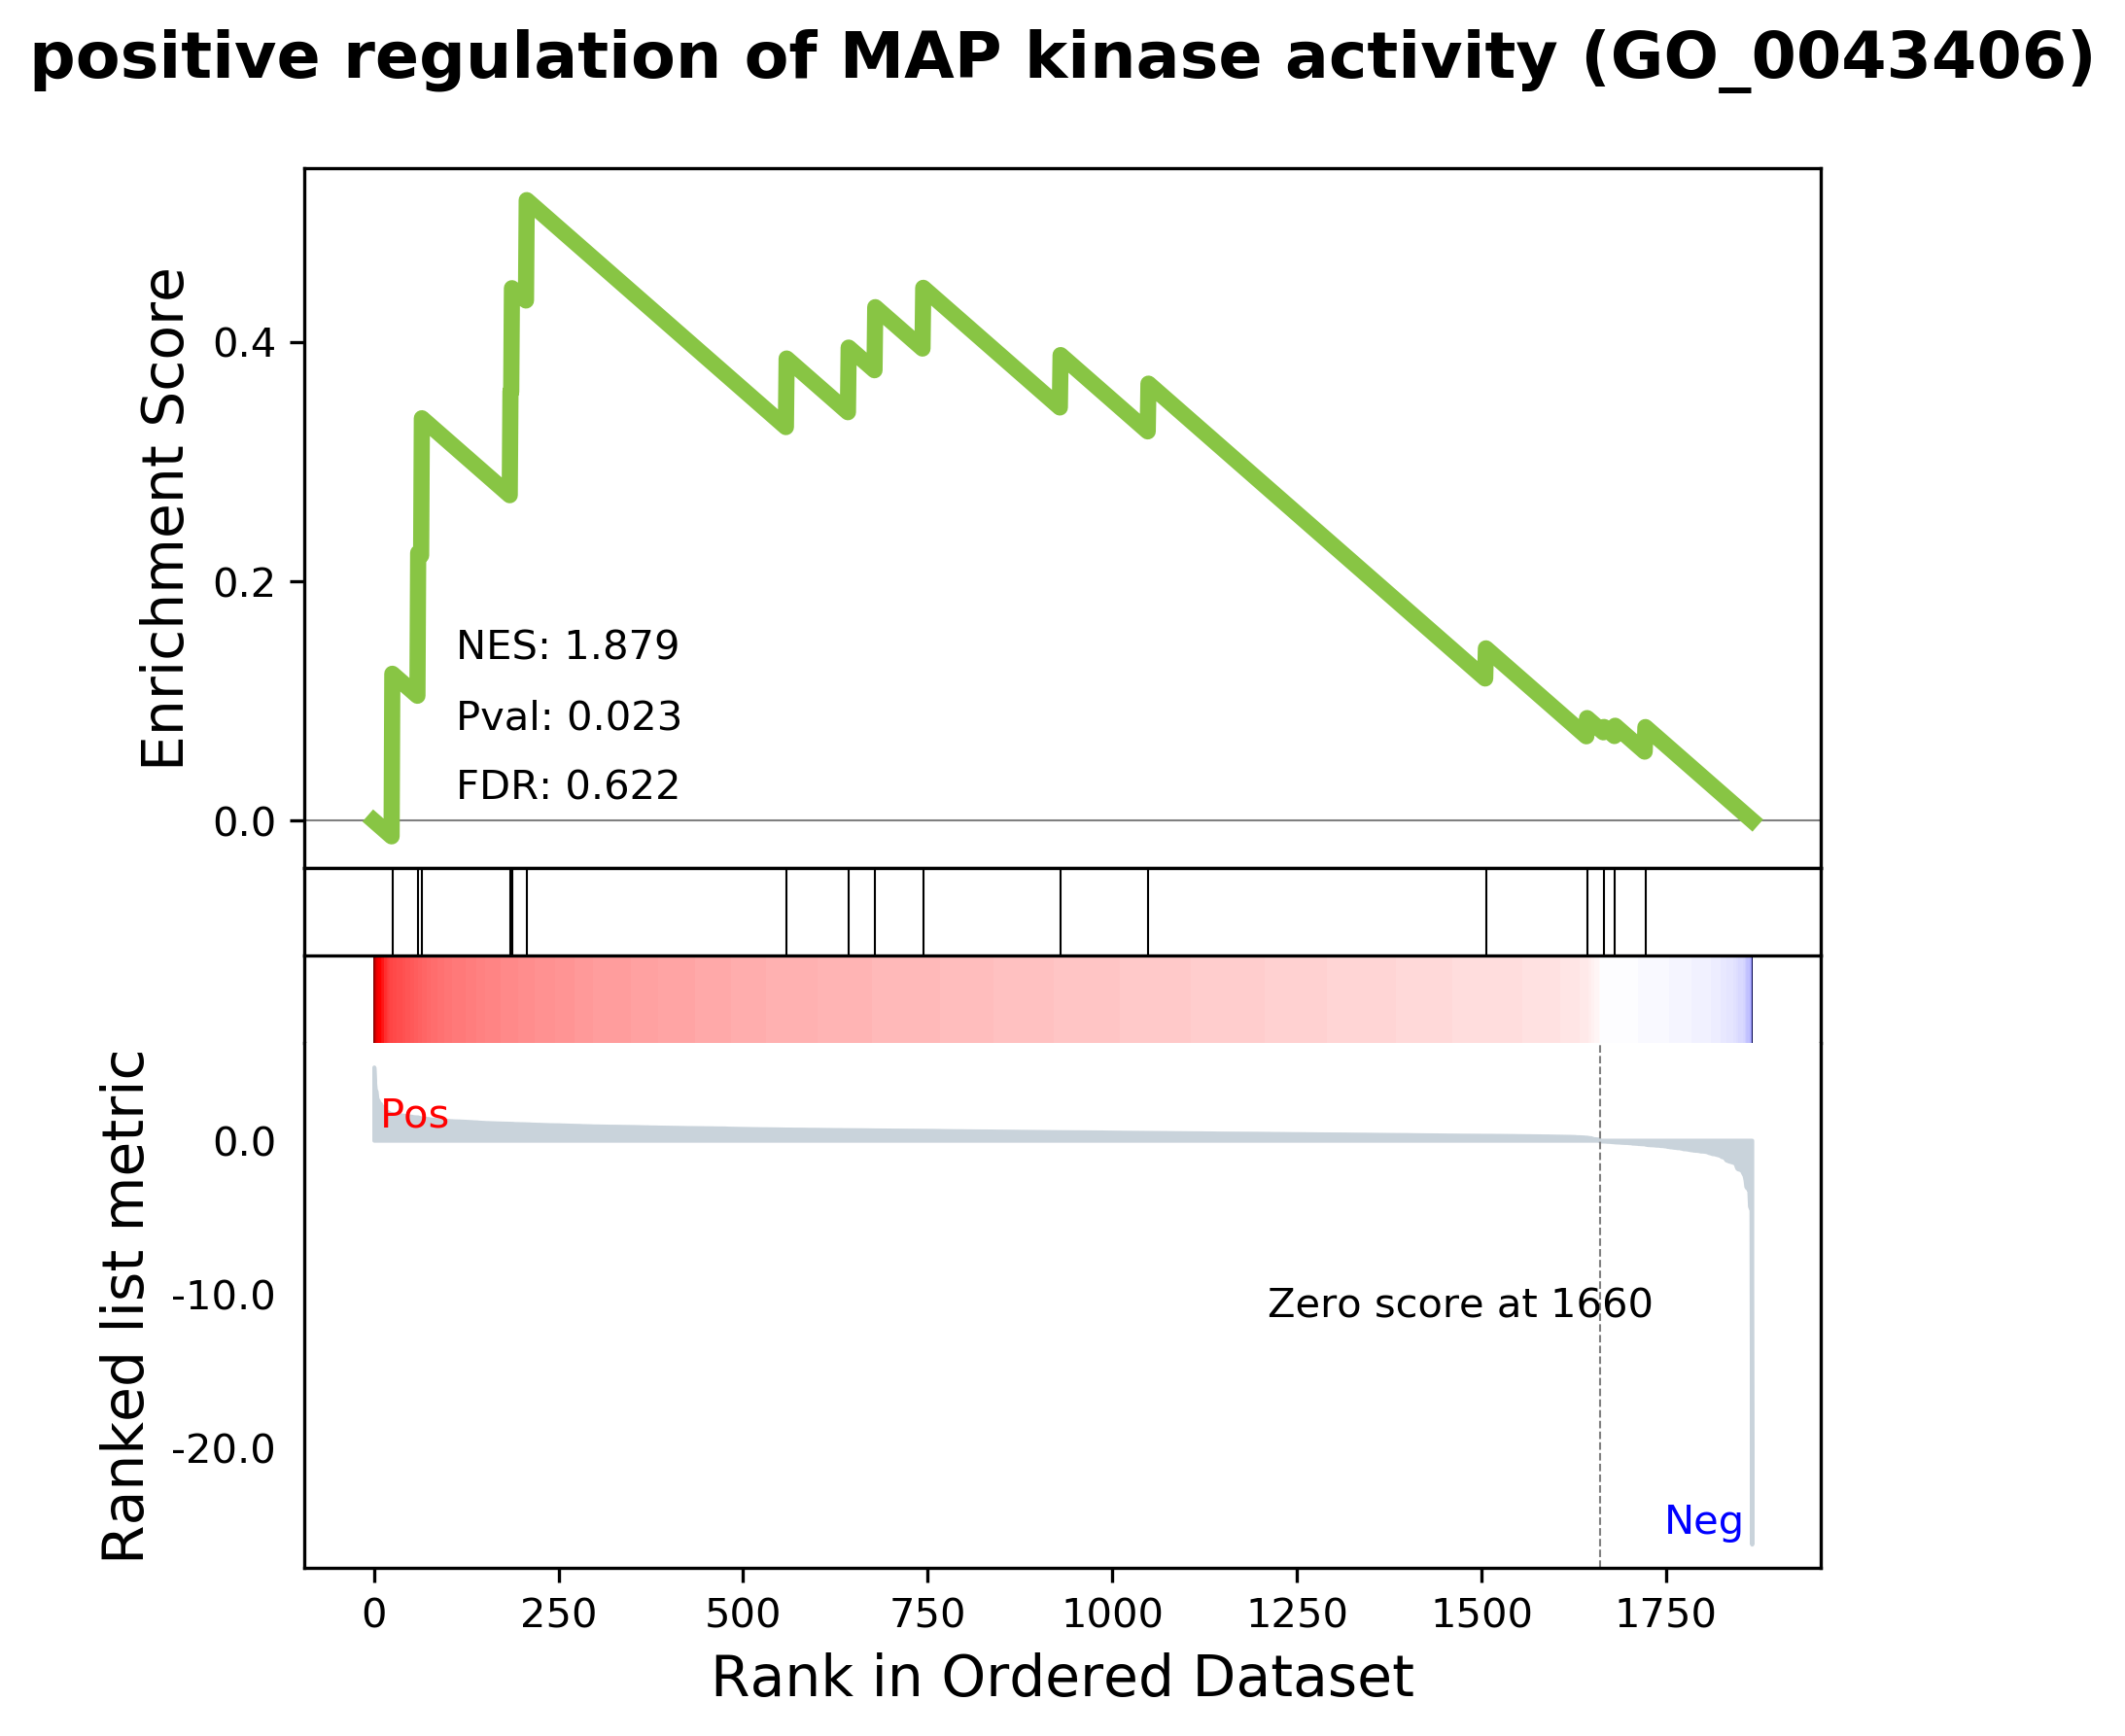 positive regulation of MAP kinase activity (GO_0043406)
Enrichment Score
0.4
0.2
0.0
NES: 1.879
Pval: 0.023
FDR: 0.622
Ranked list metric
Pos
0.0
-10.0
-20.0
Zero score at 1660
Neg
0 250 500 750 1000 1250 1500 1750
Rank in Ordered Dataset